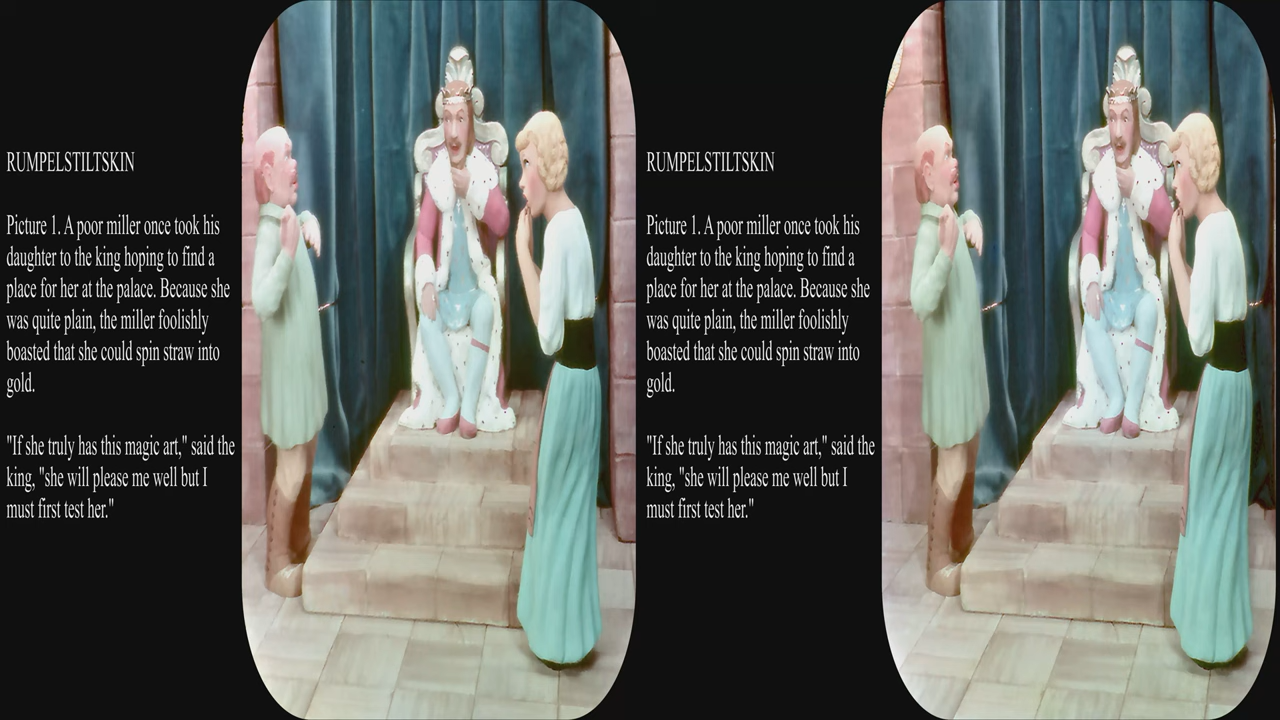 RUMPELSTILTSKIN
Picture 1. A poor miller once took his
daughter to the king hoping to find a
place for her at the palace. Because she
was quite plain, the miller foolishly
boasted that she could spin straw into
gold.
"If she truly has this magic art," said the
king, "she will please me well but I
must first test her."
RUMPELSTILTSKIN
Picture 1. A poor miller once took his
daughter to the king hoping to find a
place for her at the palace. Because she
was quite plain, the miller foolishly
boasted that she could spin straw into
gold.
"If she truly has this magic art," said the
king, "she will please me well but I
must first test her."